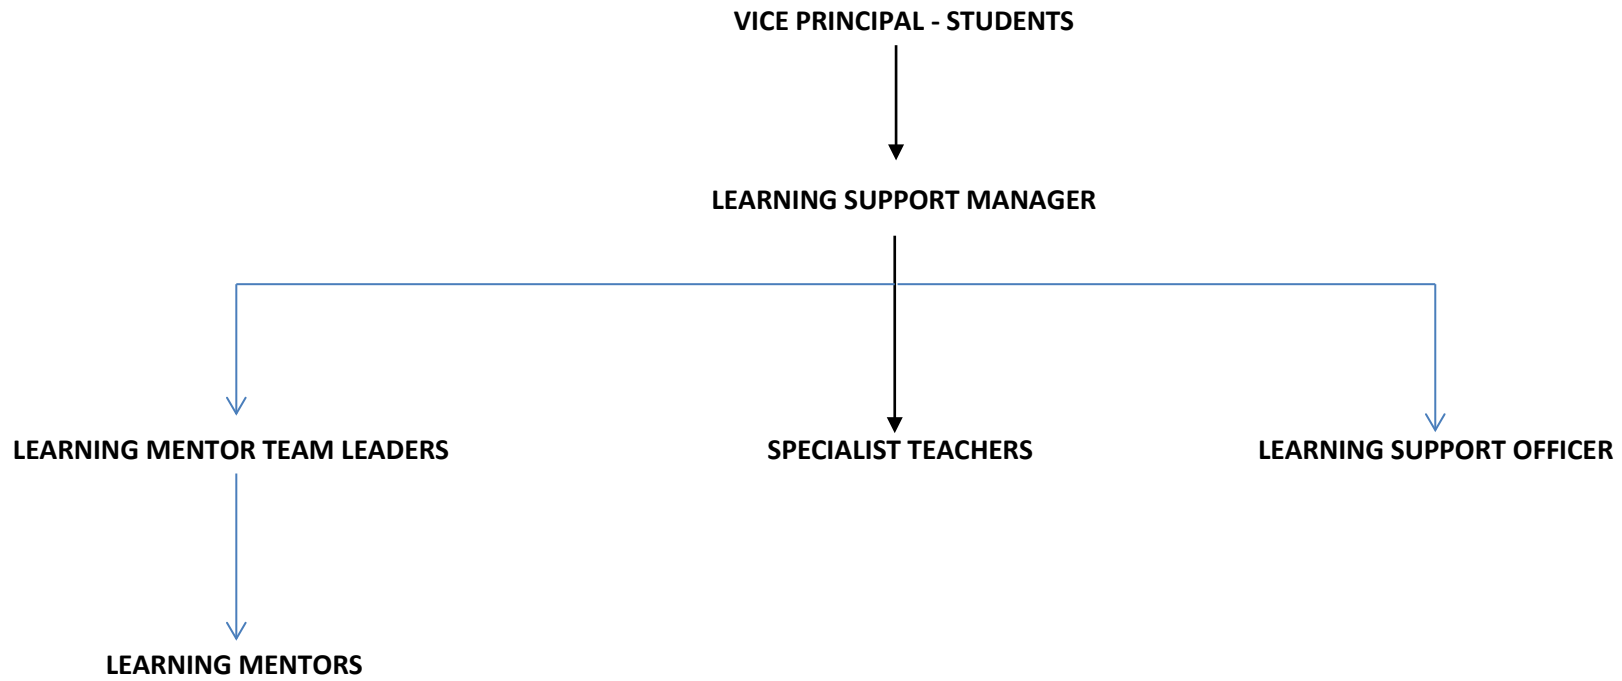 VICE PRINCIPAL - STUDENTS
LEARNING SUPPORT MANAGER
LEARNING MENTOR TEAM LEADERS
SPECIALIST TEACHERS
LEARNING SUPPORT OFFICER
LEARNING MENTORS